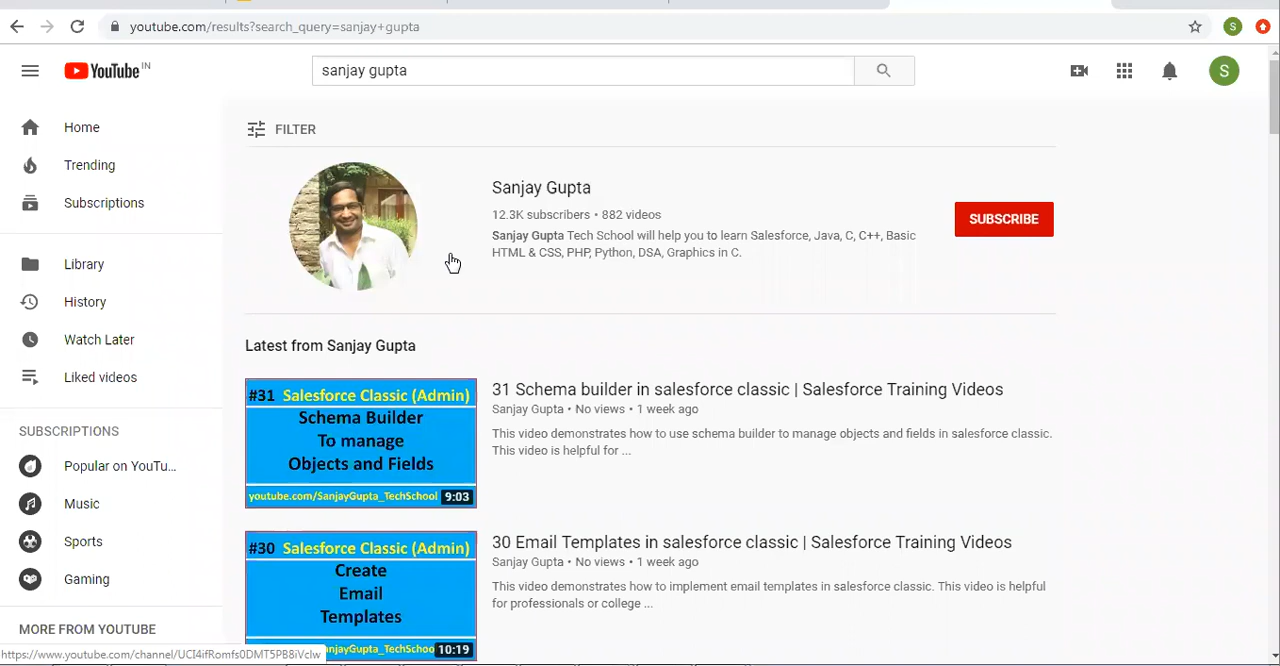 youtube.com/results?search_query=sanjay+gupta
S
YouTube IN
sanjay gupta
S
Home
Trending
Subscriptions
Library
History
Watch Later
Liked videos
SUBSCRIPTIONS
Popular on YouTu...
Music
Sports
Gaming
MORE FROM YOUTUBE
FILTER
Sanjay Gupta
12.3K subscribers • 882 videos
Sanjay Gupta Tech School will help you to learn Salesforce, Java, C, C++, Basic
HTML & CSS, PHP, Python, DSA, Graphics in C.
SUBSCRIBE
Latest from Sanjay Gupta
#31 Salesforce Classic (Admin)
Schema Builder
To manage
Objects and Fields
youtube.com/SanjayGupta_TechSchool
9:03
31 Schema builder in salesforce classic | Salesforce Training Videos
Sanjay Gupta • No views • 1 week ago
This video demonstrates how to use schema builder to manage objects and fields in salesforce classic.
This video is helpful for ...
#30 Salesforce Classic (Admin)
Create
Email
Templates
10:19
30 Email Templates in salesforce classic | Salesforce Training Videos
Sanjay Gupta • No views • 1 week ago
This video demonstrates how to implement email templates in salesforce classic. This video is helpful
for professionals or college ...